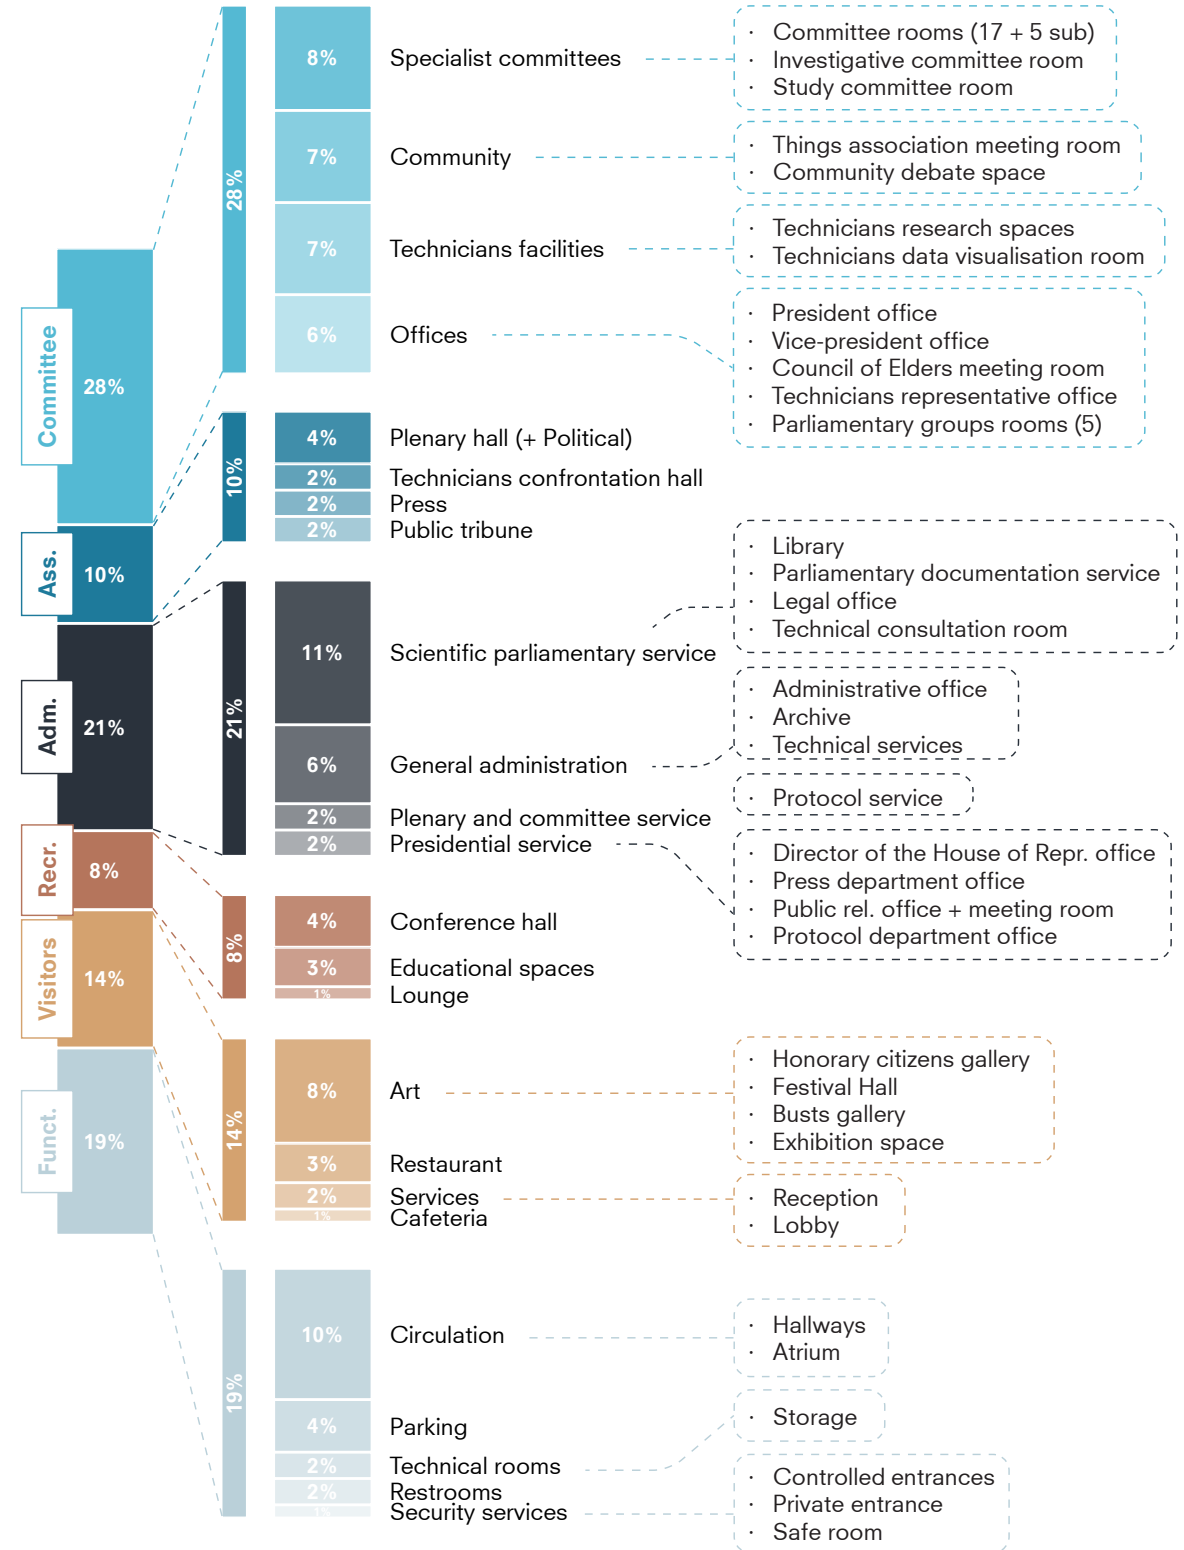 Committee
28%
28%
8%
Specialist committees
· Committee rooms (17 + 5 sub)
· Investigative committee room
· Study committee room
7%
Community
· Things association meeting room
· Community debate space
7%
Technicians facilities
· Technicians research spaces
· Technicians data visualisation room
6%
Offices
· President office
· Vice-president office
· Council of Elders meeting room
· Technicians representative office
· Parliamentary groups rooms (5)
Ass.
10%
10%
4%
Plenary hall (+ Political)
2%
Technicians confrontation hall
2%
Press
2%
Public tribune
Adm.
21%
21%
11%
Scientific parliamentary service
· Library
· Parliamentary documentation service
· Legal office
· Technical consultation room
6%
General administration
· Administrative office
· Archive
· Technical services
2%
Plenary and committee service
· Protocol service
2%
Presidential service
· Director of the House of Repr. office
· Press department office
· Public rel. office + meeting room
· Protocol department office
Recr.
8%
8%
4%
Conference hall
3%
Educational spaces
1%
Lounge
Visitors
14%
14%
8%
Art
· Honorary citizens gallery
· Festival Hall
· Busts gallery
· Exhibition space
3%
Restaurant
2%
Services
· Reception
· Lobby
1%
Cafeteria
Funct.
19%
19%
10%
Circulation
· Hallways
· Atrium
4%
Parking
2%
Technical rooms
· Storage
2%
Restrooms
1%
Security services
· Controlled entrances
· Private entrance
· Safe room